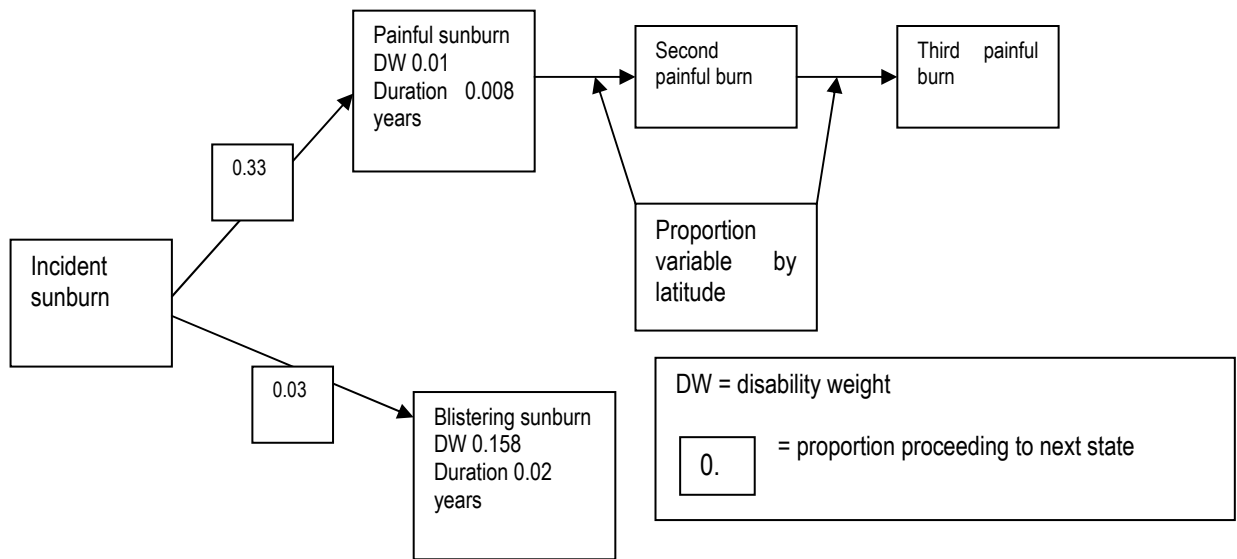 Painful sunburn
DW 0.01
Duration 0.008
years
Second
painful burn
Third painful
burn
0.33
Proportion
variable by
latitude
Incident
sunburn
0.03
Blistering sunburn
DW 0.158
Duration 0.02
years
DW = disability weight
0.
= proportion proceeding to next state